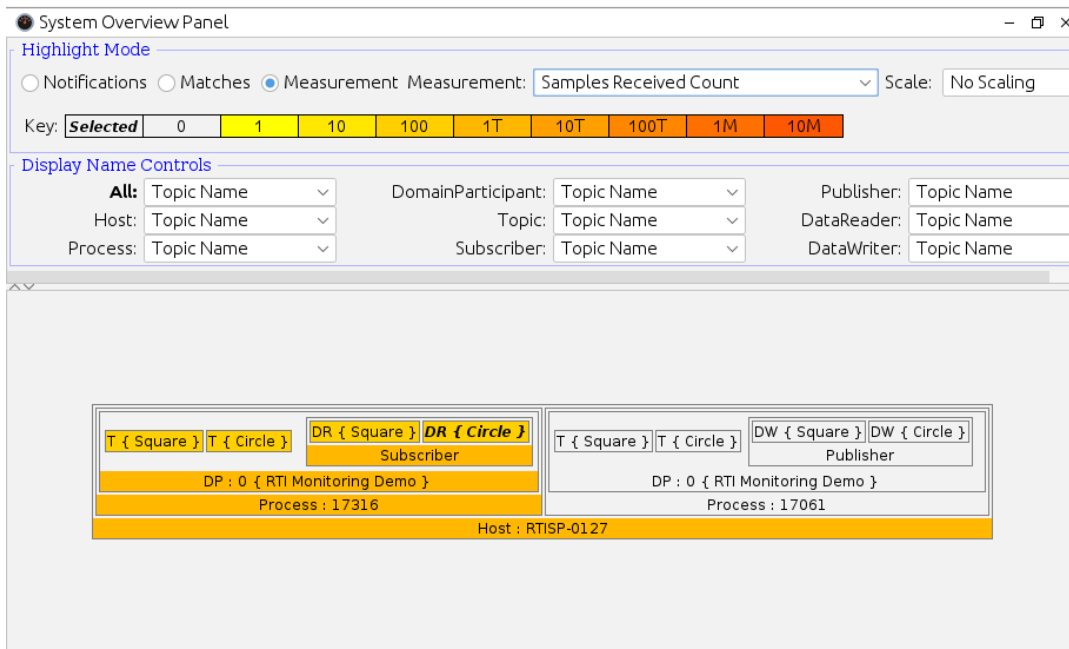 System Overview Panel
Highlight Mode
Notifications Matches Measurement Measurement: Samples Received Count Scale: No Scaling
Key: Selected 0 1 10 100 1T 10T 100T 1M 10M
Display Name Controls
All: Topic Name DomainParticipant: Topic Name Publisher: Topic Name
Host: Topic Name Topic: Topic Name DataReader: Topic Name
Process: Topic Name Subscriber: Topic Name DataWriter: Topic Name
T { Square } T { Circle } DR { Square } DR { Circle } T { Square } T { Circle } DW { Square } DW { Circle }
Subscriber Publisher
DP : 0 { RTI Monitoring Demo } DP : 0 { RTI Monitoring Demo }
Process : 17316 Process : 17061
Host : RTISP-0127